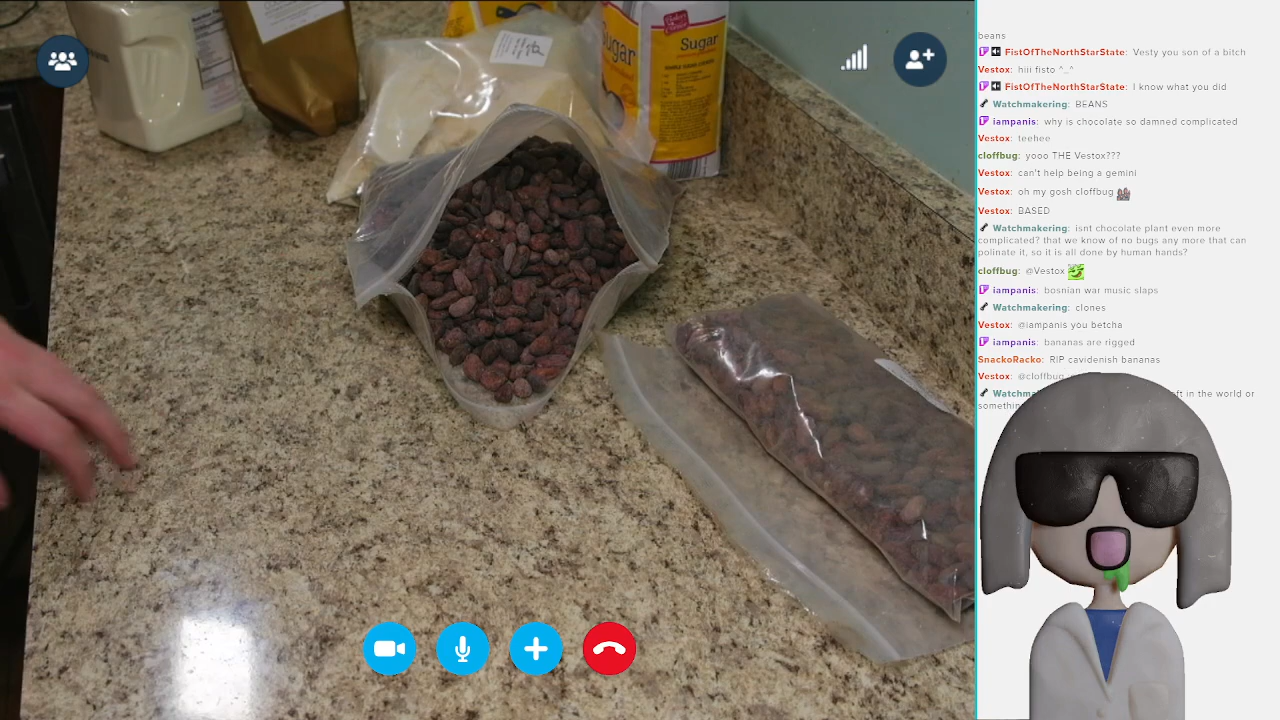 beans
FistOfTheNorthStarState: Vesty you son of a bitch
Vestox: hiii fisto ^_^
FistOfTheNorthStarState: I know what you did
Watchmakering: BEANS
iampanis: why is chocolate so damned complicated
Vestox: teehee
cloffbug: yooo THE Vestox???
Vestox: can't help being a gemini
Vestox: oh my gosh cloffbug
Vestox: BASED
Watchmakering: isnt chocolate plant even more
complicated? that we know of no bugs any more that can
polinate it, so it is all done by human hands?
cloffbug: @Vestox
iampanis: bosnian war music slaps
Watchmakering: clones
Vestox: @iampanis you betcha
iampanis: bananas are rigged
SnackoRacko: RIP cavidenish bananas
Vestox: @cloffbug
in the world or
Sugar
Sugar